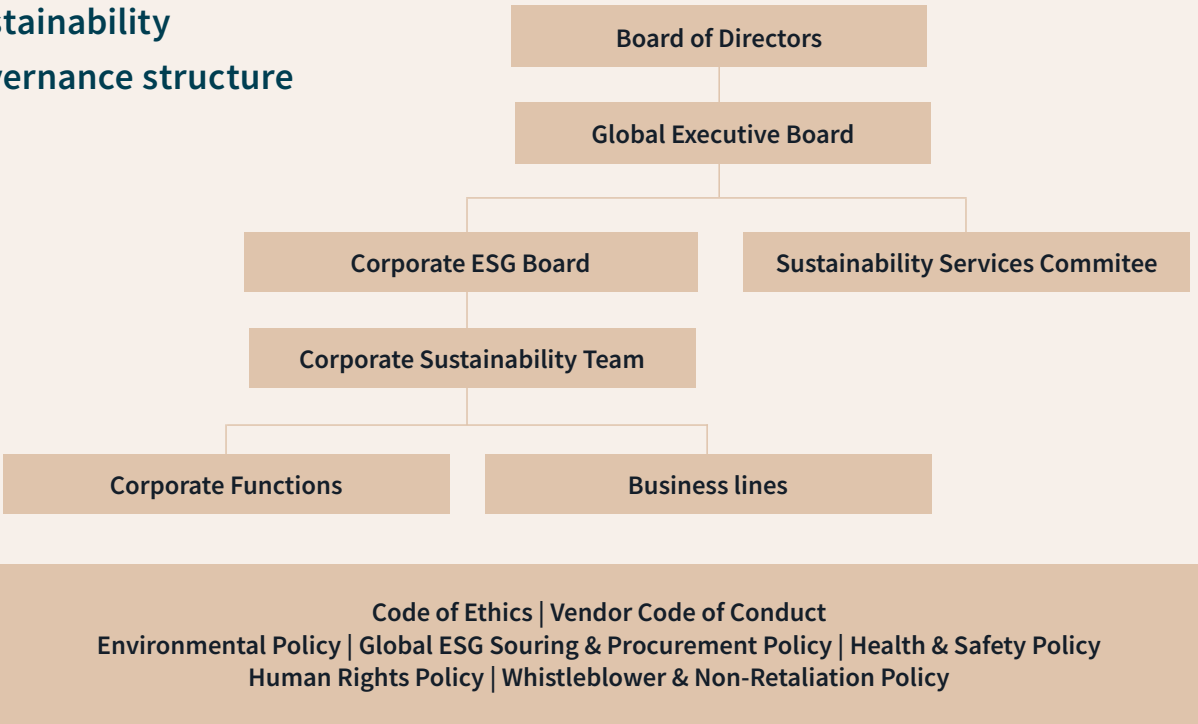 stainability
vernance structure
Board of Directors
Global Executive Board
Corporate ESG Board
Sustainability Services Commitee
Corporate Sustainability Team
Corporate Functions
Business lines
Code of Ethics | Vendor Code of Conduct
Environmental Policy | Global ESG Souring & Procurement Policy | Health & Safety Policy
Human Rights Policy | Whistleblower & Non-Retaliation Policy